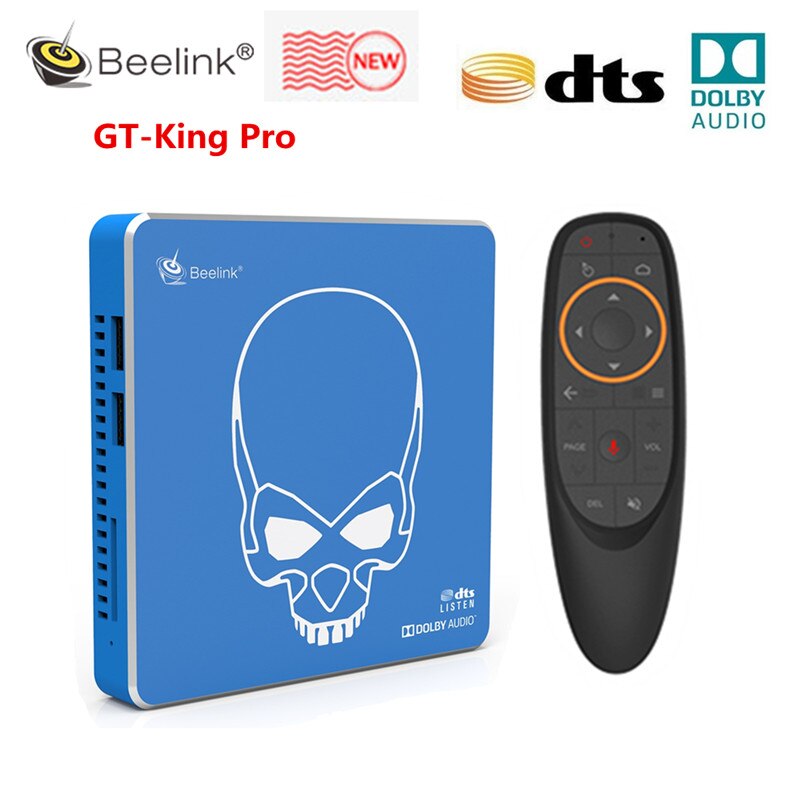 Beelink®
NEW
dts
DOLBY
AUDIO
GT-King Pro
Beelink®
dts
LISTEN
DOLBY AUDIO
PAGE
VOL
DEL